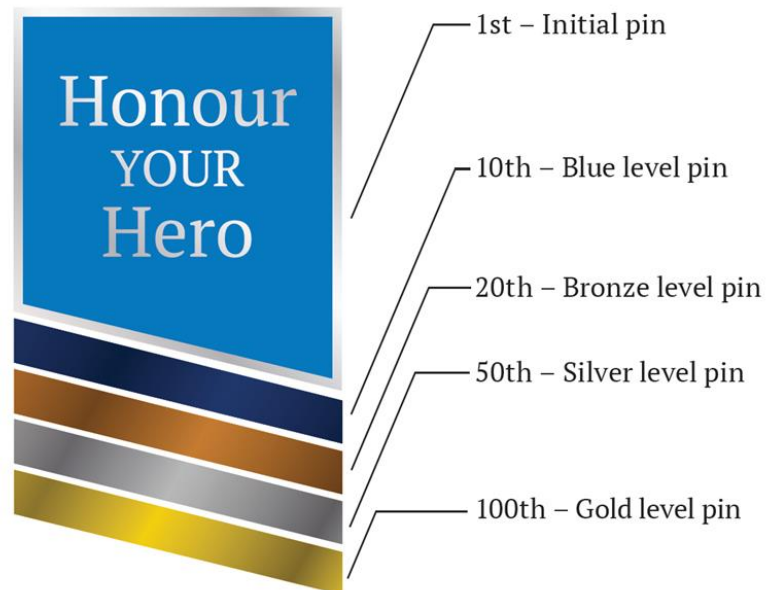 Honour
YOUR
Hero
1st – Initial pin
10th – Blue level pin
20th – Bronze level pin
50th – Silver level pin
100th – Gold level pin